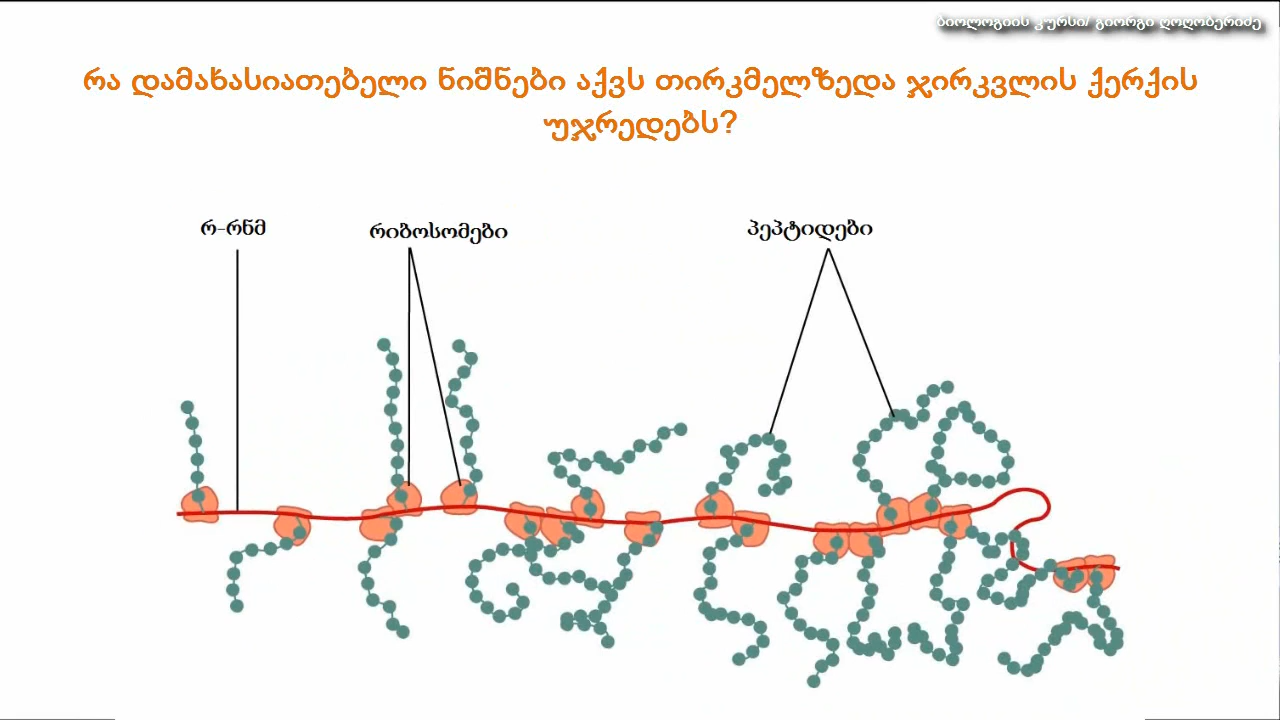 ბიოლოგიის კურსი/ გიორგი ღოღობერიძე
რა დამახასიათებელი ნიშნები აქვს თირკმელზედა ჯირკვლის ქერქის
უჯრედებს?
რ-რნმ
რიბოსომები
პეპტიდები